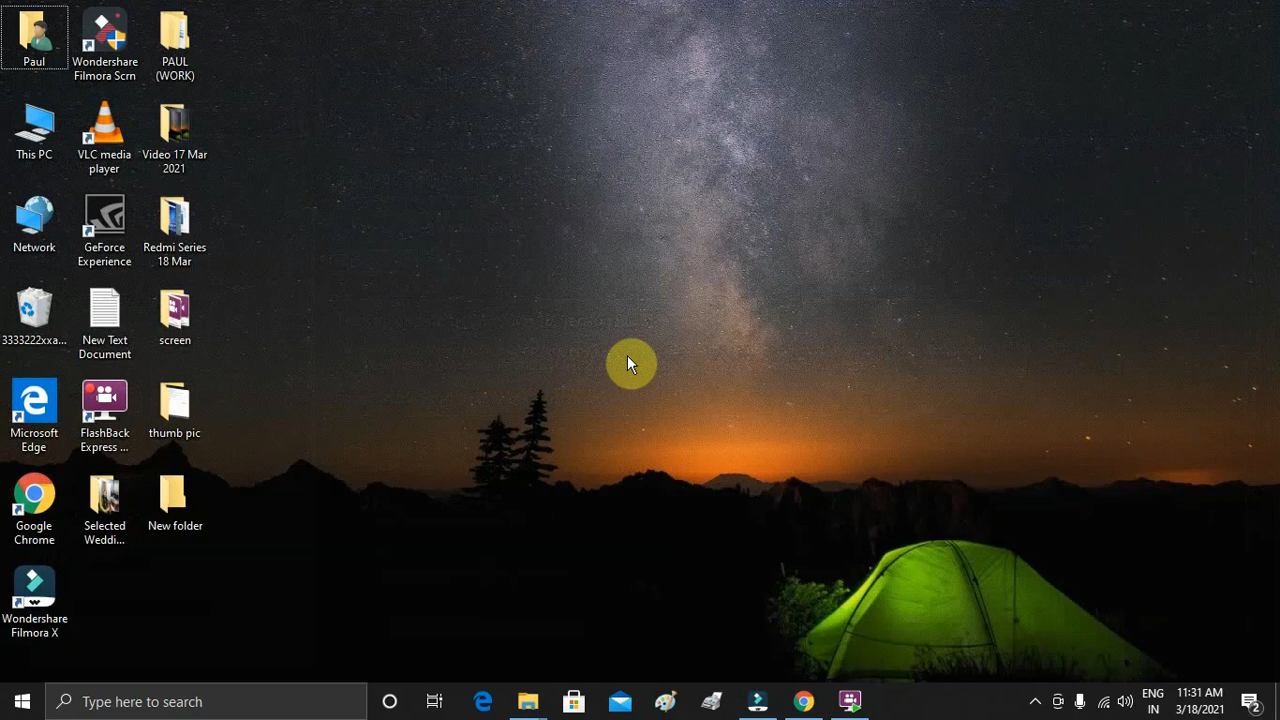 Paul
Wondershare
Filmora Scrn
PAUL
(WORK)
This PC
VLC media
player
Video 17 Mar
2021
Network
GeForce
Experience
Redmi Series
18 Mar
3333222xxa...
New Text
Document
screen
Microsoft
Edge
FlashBack
Express ...
thumb pic
Google
Chrome
Selected
Weddi...
New folder
Wondershare
Filmora X
Type here to search
ENG
IN
11:31 AM
3/18/2021
2